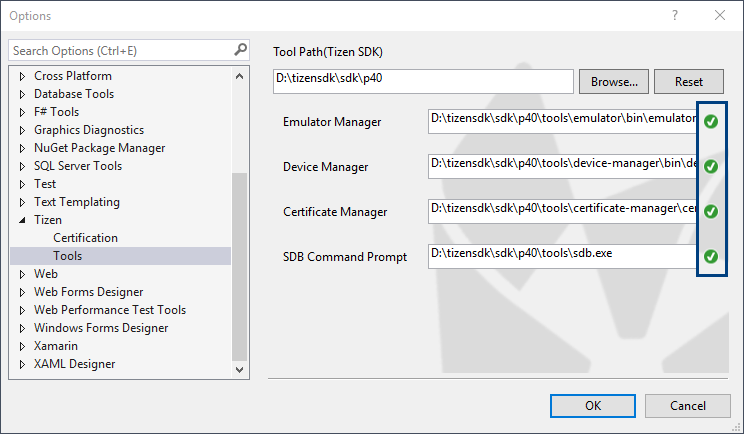 Options
?
Search Options (Ctrl+E)
Cross Platform
Database Tools
F# Tools
Graphics Diagnostics
NuGet Package Manager
SQL Server Tools
Test
Text Templating
Tizen
Certification
Tools
Web
Web Forms Designer
Web Performance Test Tools
Windows Forms Designer
Xamarin
XAML Designer
Tool Path(Tizen SDK)
D:\tizensdk\sdk\p40
Browse...
Reset
Emulator Manager
D:\tizensdk\sdk\p40\tools\emulator\bin\emulator
Device Manager
D:\tizensdk\sdk\p40\tools\device-manager\bin\de
Certificate Manager
D:\tizensdk\sdk\p40\tools\certificate-manager\cer
SDB Command Prompt
D:\tizensdk\sdk\p40\tools\sdb.exe
OK
Cancel